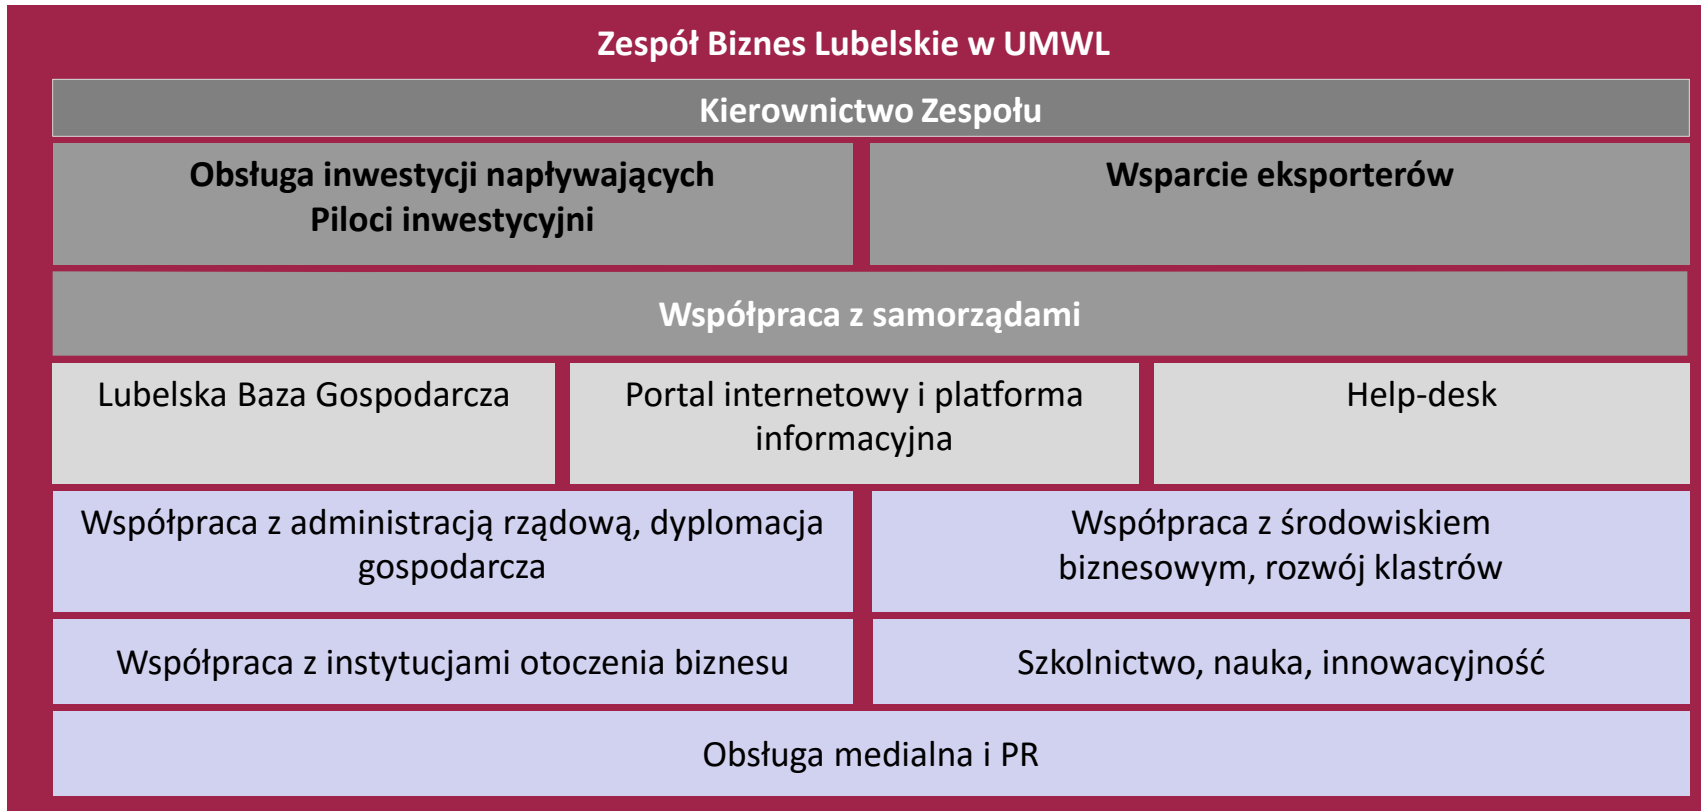 Zespół Biznes Lubelskie w UMWL
Kierownictwo Zespołu
Obsługa inwestycji napływających
Piloci inwestycyjni
Wsparcie eksporterów
Współpraca z samorządami
Lubelska Baza Gospodarcza
Portal internetowy i platforma
informacyjna
Help-desk
Współpraca z administracją rządową, dyplomacja
gospodarcza
Współpraca z środowiskiem
biznesowym, rozwój klastrów
Współpraca z instytucjami otoczenia biznesu
Szkolnictwo, nauka, innowacyjność
Obsługa medialna i PR